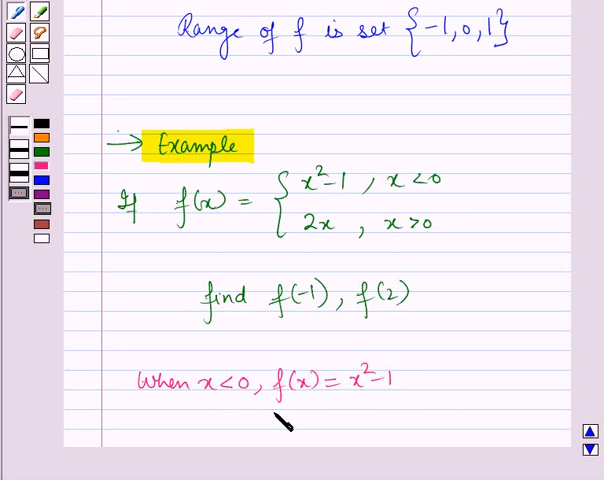 Range of f is set {-1, 0, 1}
→ Example
If f(x) = { x²-1 , x<0
2x , x>0
find f(-1), f(2)
When x<0, f(x) = x²-1